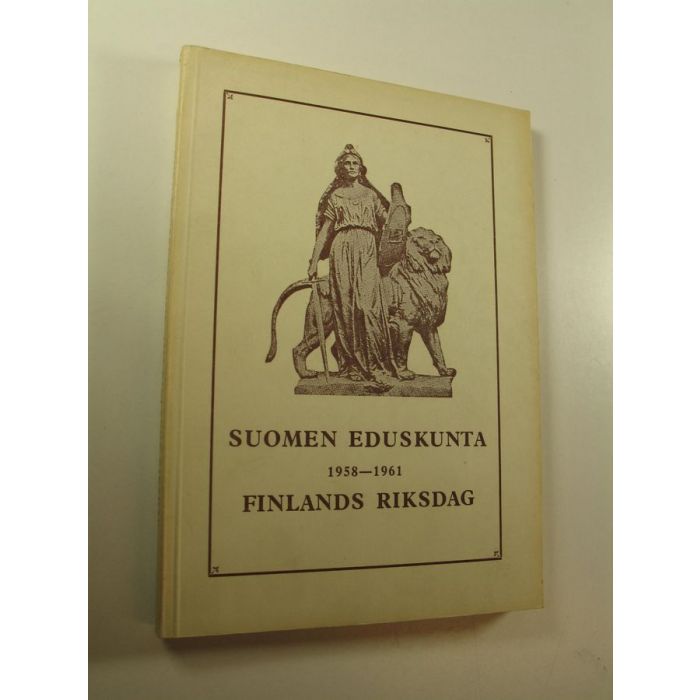 SUOMEN EDUSKUNTA
1958—1961
FINLANDS RIKSDAG